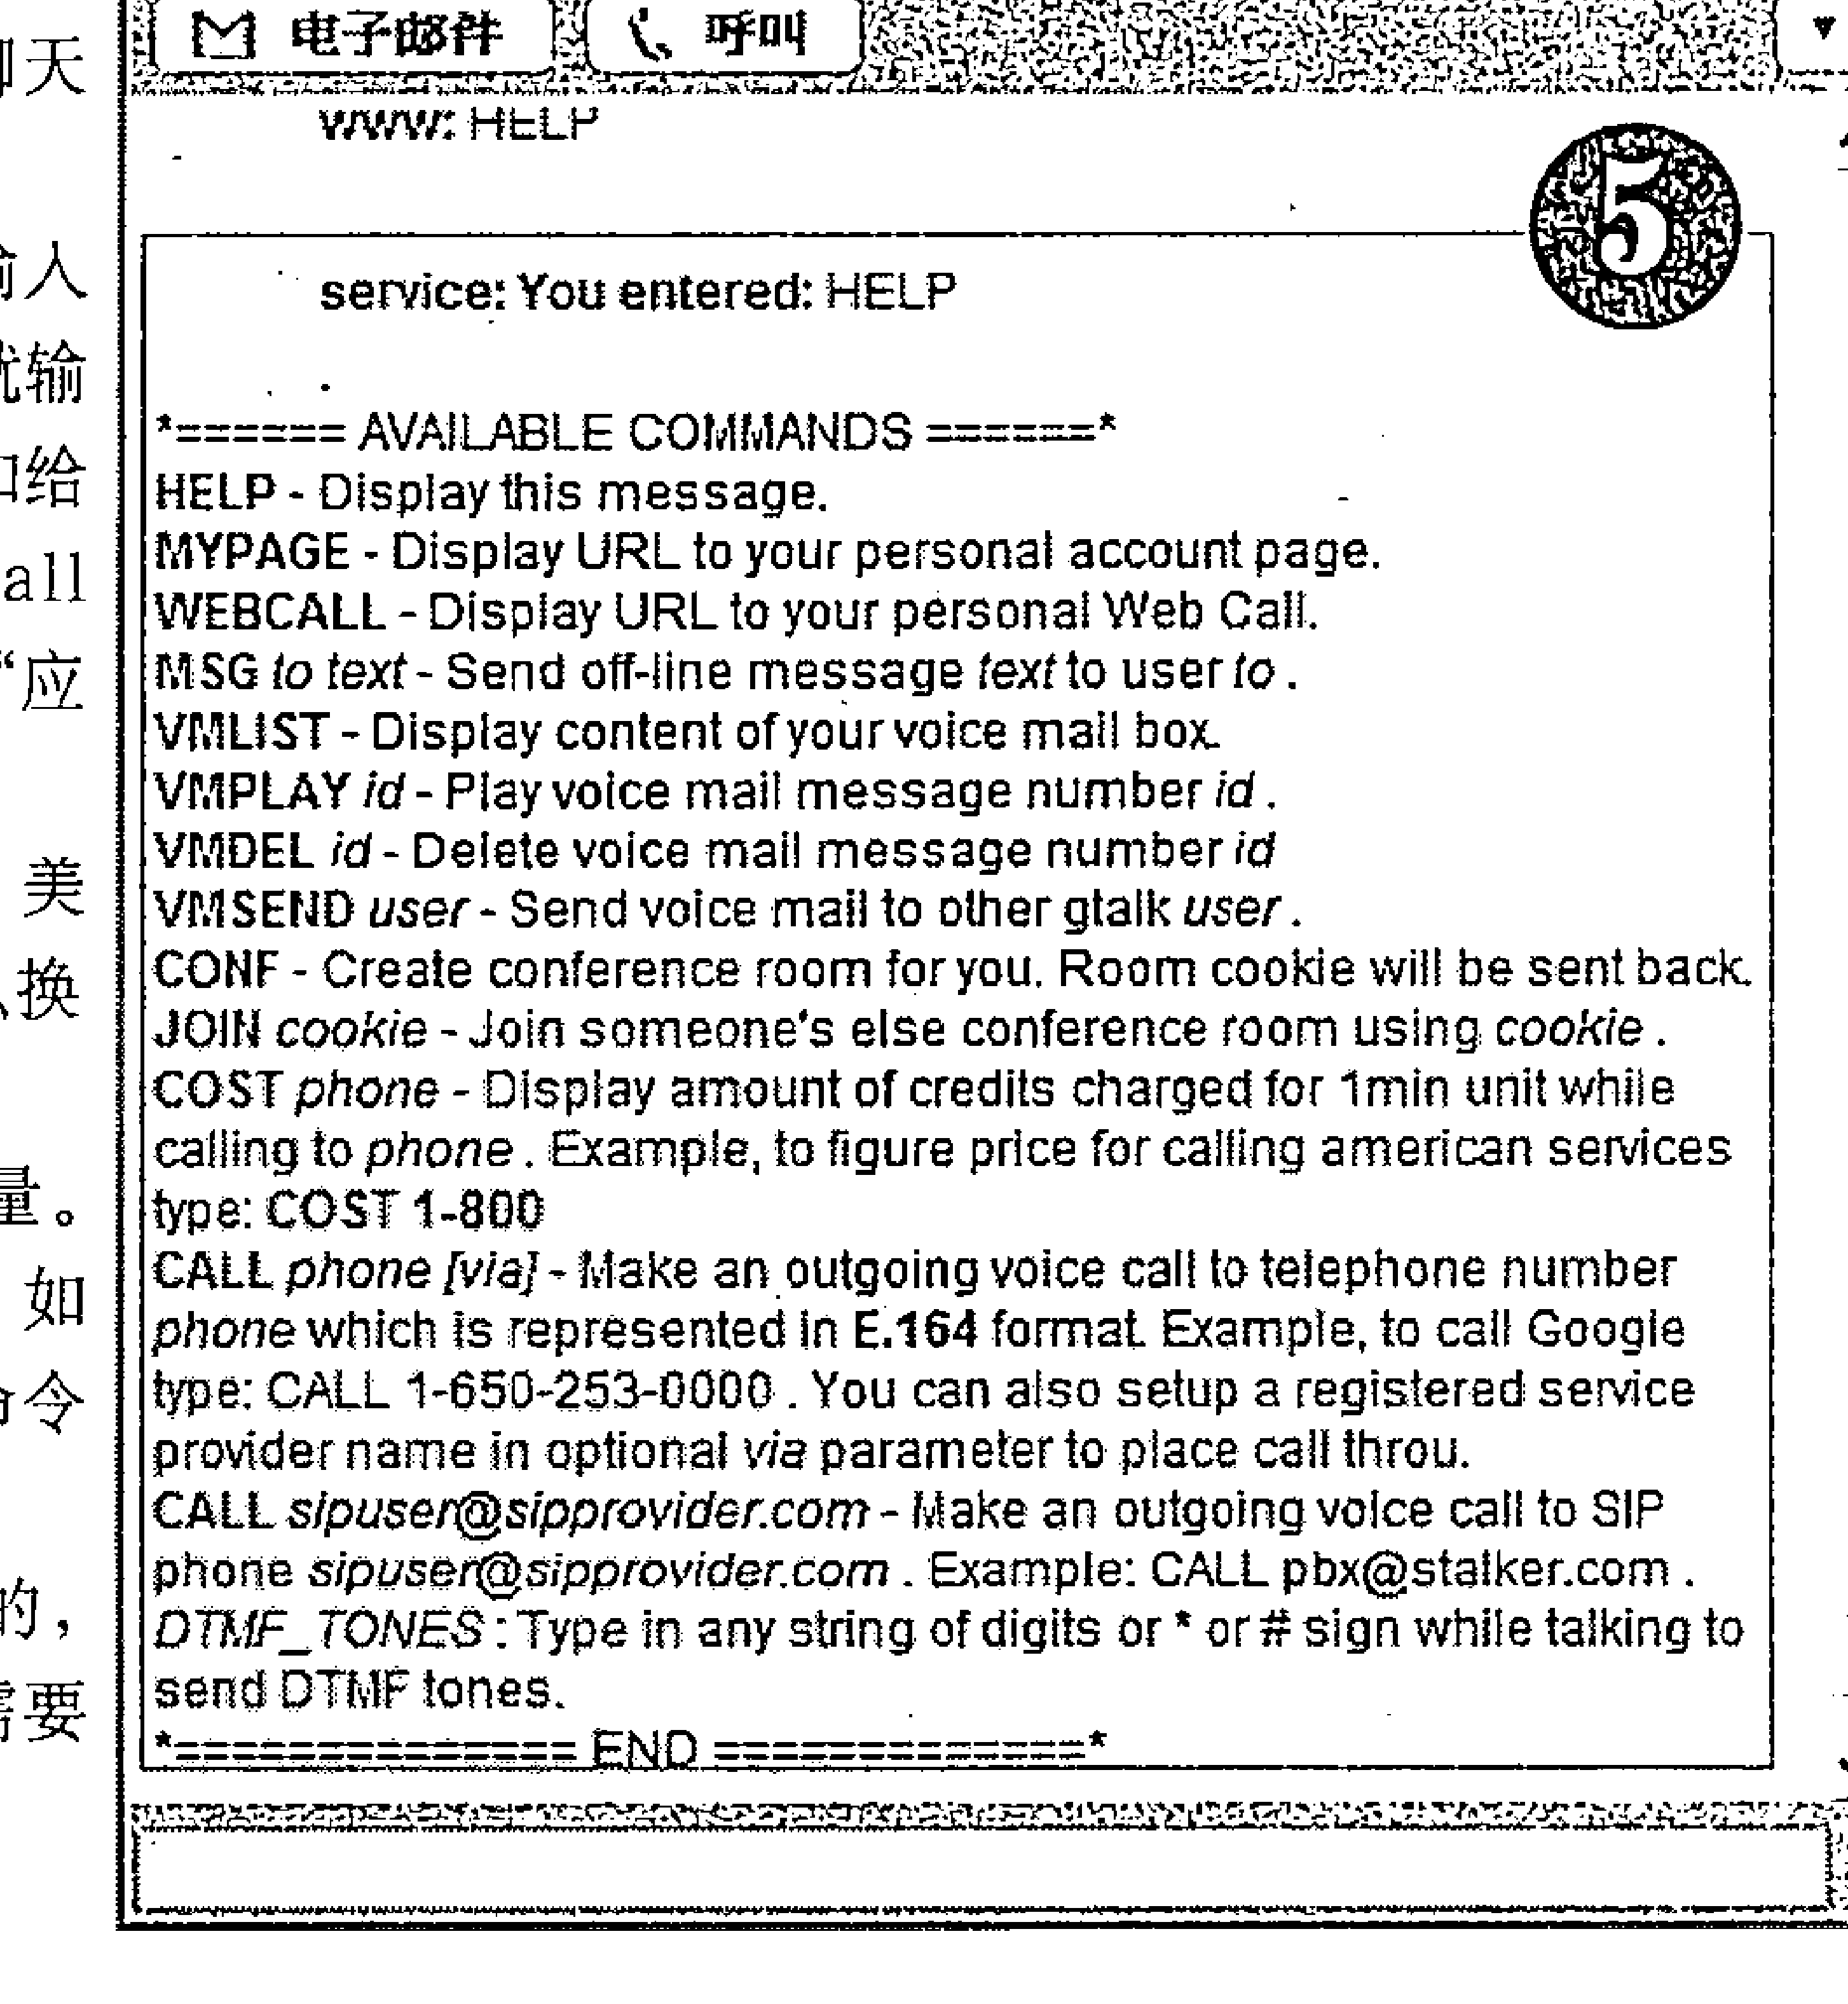 电子邮件 呼叫
www: HELP
5
service: You entered: HELP
*====== AVAILABLE COMMANDS ======*
HELP - Display this message.
MYPAGE - Display URL to your personal account page.
WEBCALL - Display URL to your personal Web Call.
MSG to text - Send off-line message text to user to .
VMLIST - Display content of your voice mail box.
VMPLAY id - Play voice mail message number id .
VMDEL id - Delete voice mail message number id
VMSEND user - Send voice mail to other gtalk user .
CONF - Create conference room for you. Room cookie will be sent back.
JOIN cookie - Join someone's else conference room using cookie .
COST phone - Display amount of credits charged for 1min unit while
calling to phone . Example, to figure price for calling american services
type: COST 1-800
CALL phone [via] - Make an outgoing voice call to telephone number
phone which is represented in E.164 format. Example, to call Google
type: CALL 1-650-253-0000 . You can also setup a registered service
provider name in optional via parameter to place call throu.
CALL sipuser@sipprovider.com - Make an outgoing voice call to SIP
phone sipuser@sipprovider.com . Example: CALL pbx@stalker.com .
DTMF_TONES : Type in any string of digits or * or # sign while talking to
send DTMF tones.
*============== END =============*
天
入
输
给
all
“应
美
换
量。
如
令
的，
需要